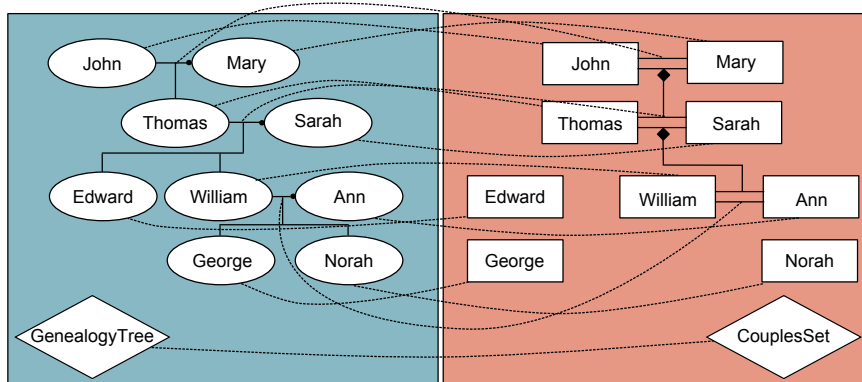 John
Mary
Thomas
Sarah
Edward
William
Ann
George
Norah
GenealogyTree
John
Mary
Thomas
Sarah
Edward
William
Ann
George
Norah
CouplesSet